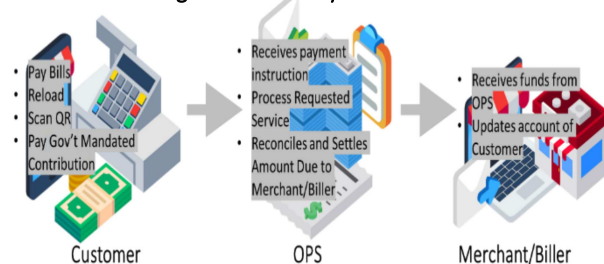 • Pay Bills
• Reload
• Scan QR
• Pay Gov't Mandated
Contribution
Customer
• Receives payment
instruction
• Process Requested
Service
• Reconciles and Settles
Amount Due to
Merchant/Biller
OPS
• Receives funds from
OPS
• Updates account of
Customer
Merchant/Biller